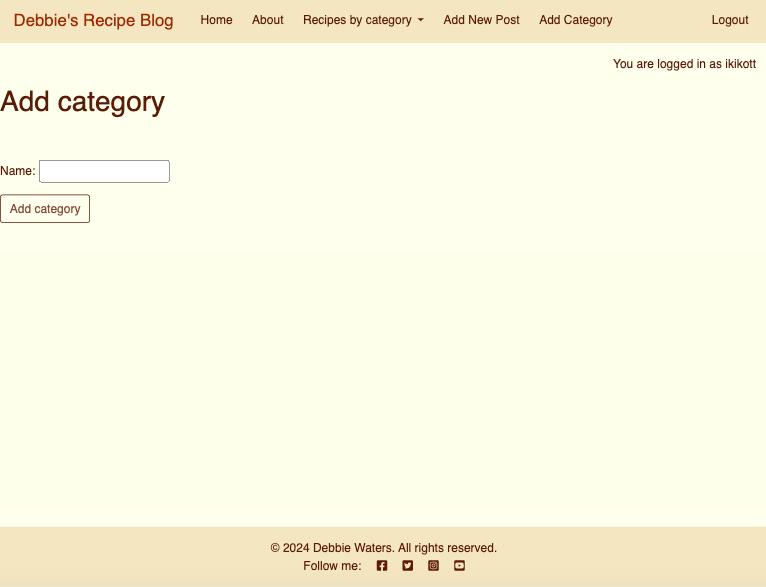 Debbie's Recipe Blog Home About Recipes by category Add New Post Add Category Logout
You are logged in as ikikott
Add category
Name:
Add category
© 2024 Debbie Waters. All rights reserved.
Follow me: